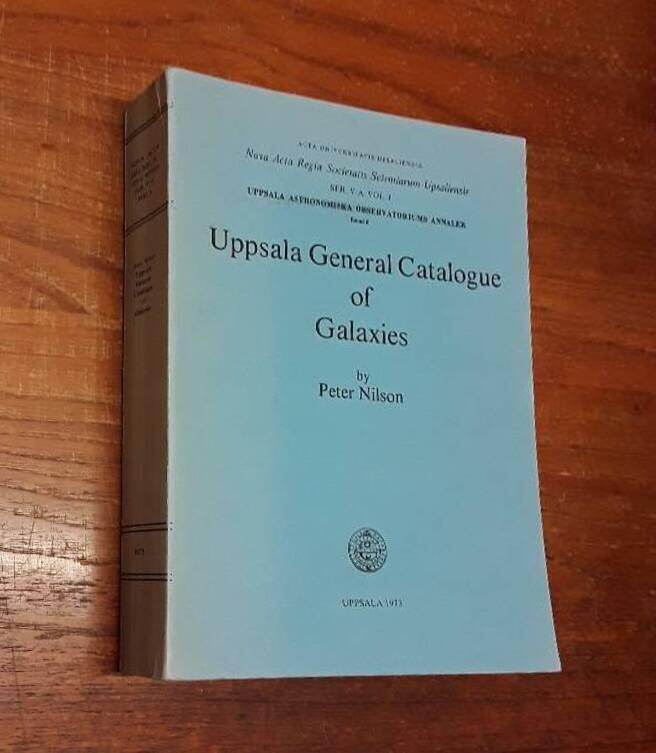 ACTA UNIVERSITATIS UPSALIENSIS
Nova Acta Regiæ Societatis Scientiarum Upsaliensis
SER. V:A VOL. 1
UPPSALA ASTRONOMISKA OBSERVATORIUMS ANNALER
Uppsala General Catalogue
of
Galaxies
by
Peter Nilson
UPPSALA 1973